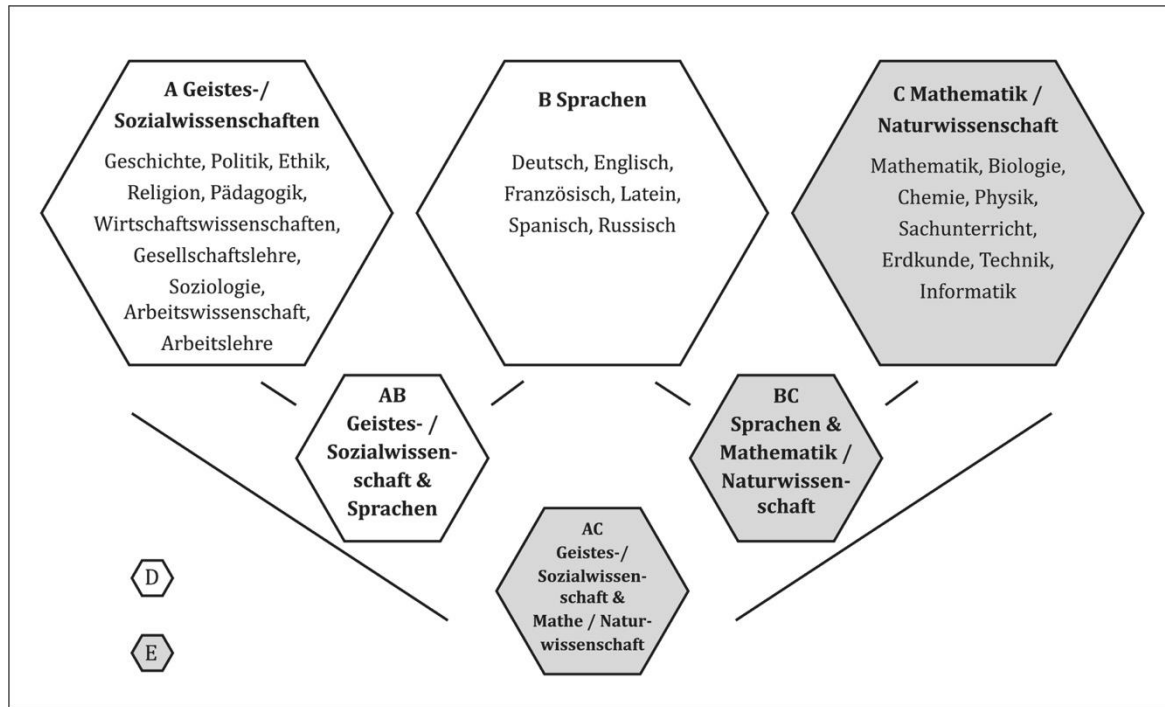 A Geistes-/
Sozialwissenschaften
Geschichte, Politik, Ethik,
Religion, Pädagogik,
Wirtschaftswissenschaften,
Gesellschaftslehre,
Soziologie,
Arbeitswissenschaft,
Arbeitslehre
B Sprachen
Deutsch, Englisch,
Französisch, Latein,
Spanisch, Russisch
C Mathematik /
Naturwissenschaft
Mathematik, Biologie,
Chemie, Physik,
Sachunterricht,
Erdkunde, Technik,
Informatik
AB
Geistes- /
Sozialwissen-
schaft &
Sprachen
BC
Sprachen &
Mathematik /
Naturwissen-
schaft
AC
Geistes-/
Sozialwissen-
schaft &
Mathe / Natur-
wissenschaft
D
E